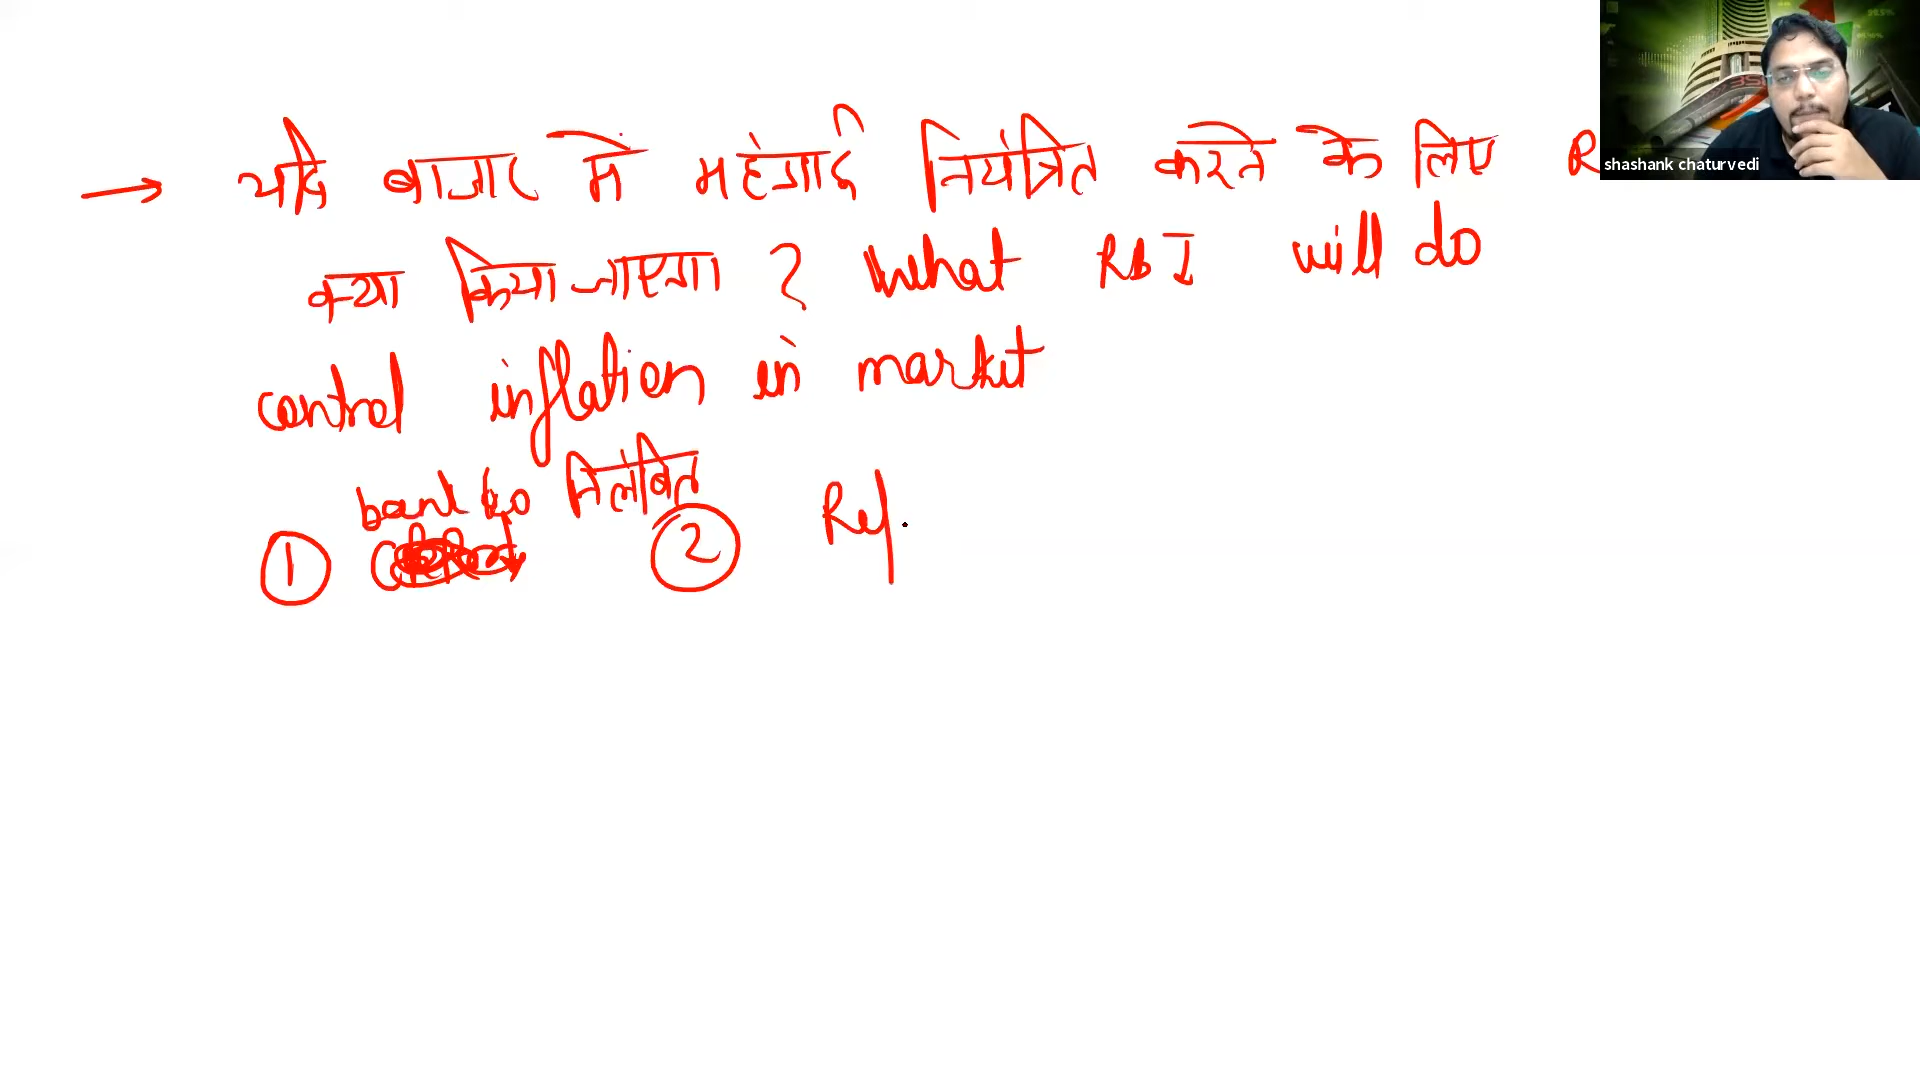 → यदि बाजार में महंगाई नियंत्रित करने के लिए R
shashank chaturvedi
क्या किया जाएगा ? What RBI will do
control inflation in market
bank ko निलंबित
① ② Ref